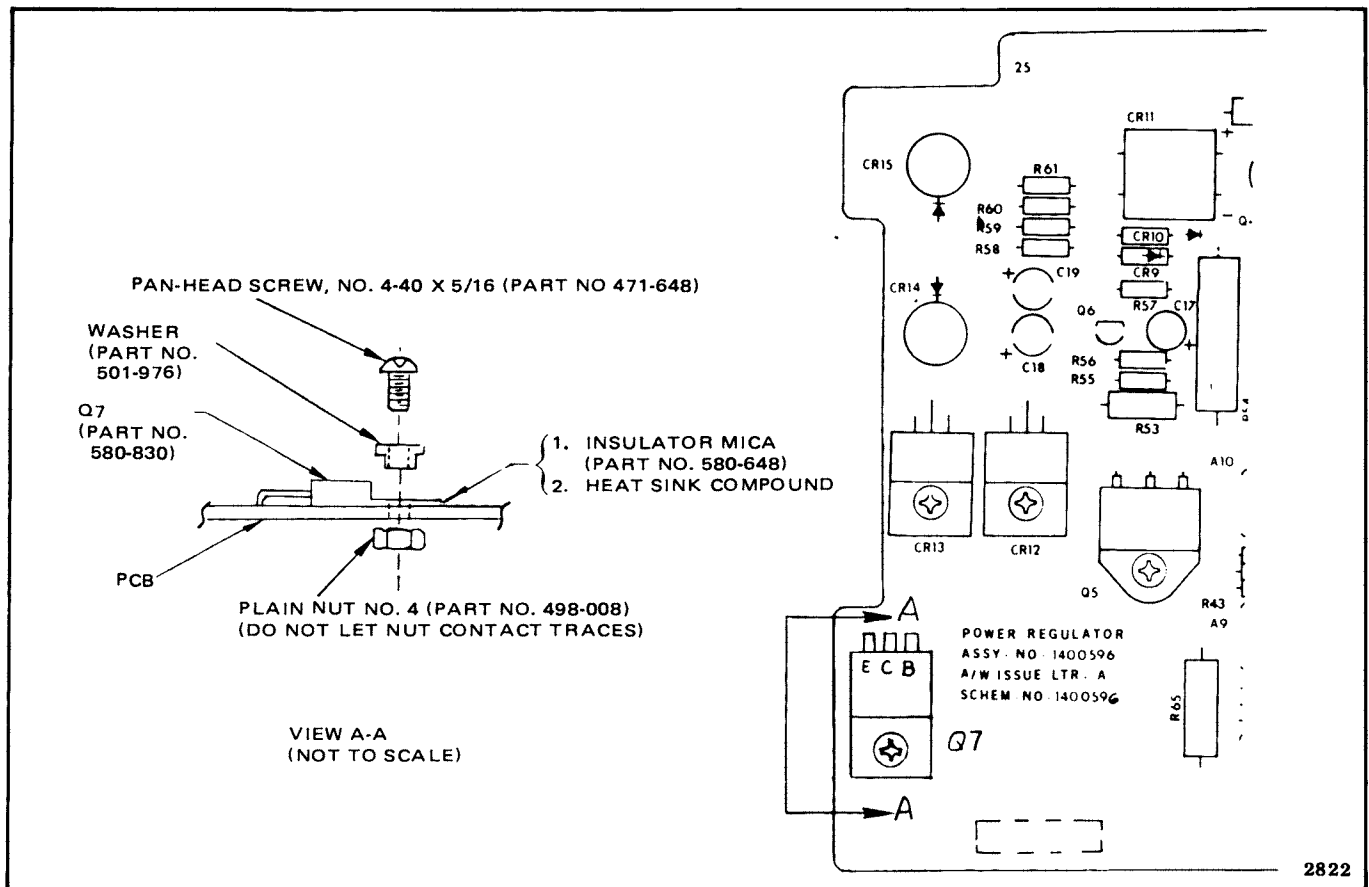 PAN-HEAD SCREW, NO. 4-40 X 5/16 (PART NO 471-648)
WASHER
(PART NO.
501-976)
Q7
(PART NO.
580-830)
1. INSULATOR MICA
(PART NO. 580-648)
2. HEAT SINK COMPOUND
PCB
PLAIN NUT NO. 4 (PART NO. 498-008)
(DO NOT LET NUT CONTACT TRACES)
VIEW A-A
(NOT TO SCALE)
25
CR11
+
CR15
R61
R60
R59
R58
CR10
CR9
R57
C17
+
+
C19
CR14
Q6
+
C18
R56
R55
R53
A10
CR13
CR12
Q5
R43
A9
A
E C B
POWER REGULATOR
ASSY. NO. 1400596
A/W ISSUE LTR. A
SCHEM NO. 1400596
R65
Q7
A
2822